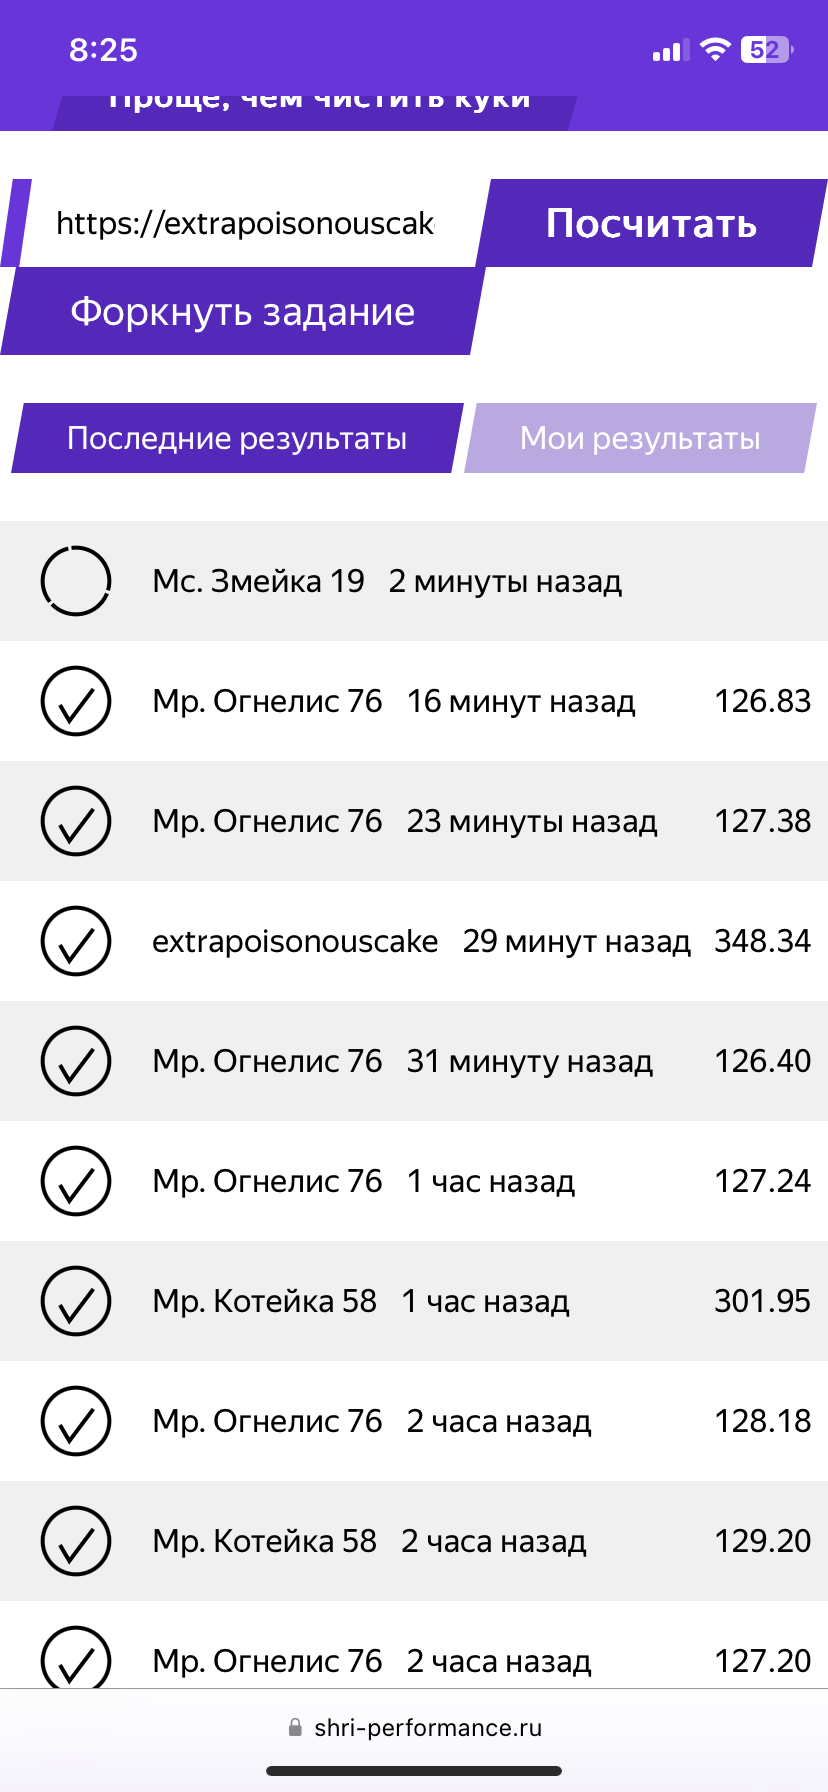 8:25
52
Проще, чем чистить куки
https://extrapoisonouscak
Посчитать
Форкнуть задание
Последние результаты
Мои результаты
Мс. Змейка 19 2 минуты назад
Мр. Огнелис 76 16 минут назад 126.83
Мр. Огнелис 76 23 минуты назад 127.38
extrapoisonouscake 29 минут назад 348.34
Мр. Огнелис 76 31 минуту назад 126.40
Мр. Огнелис 76 1 час назад 127.24
Мр. Котейка 58 1 час назад 301.95
Мр. Огнелис 76 2 часа назад 128.18
Мр. Котейка 58 2 часа назад 129.20
Мр. Огнелис 76 2 часа назад 127.20
shri-performance.ru